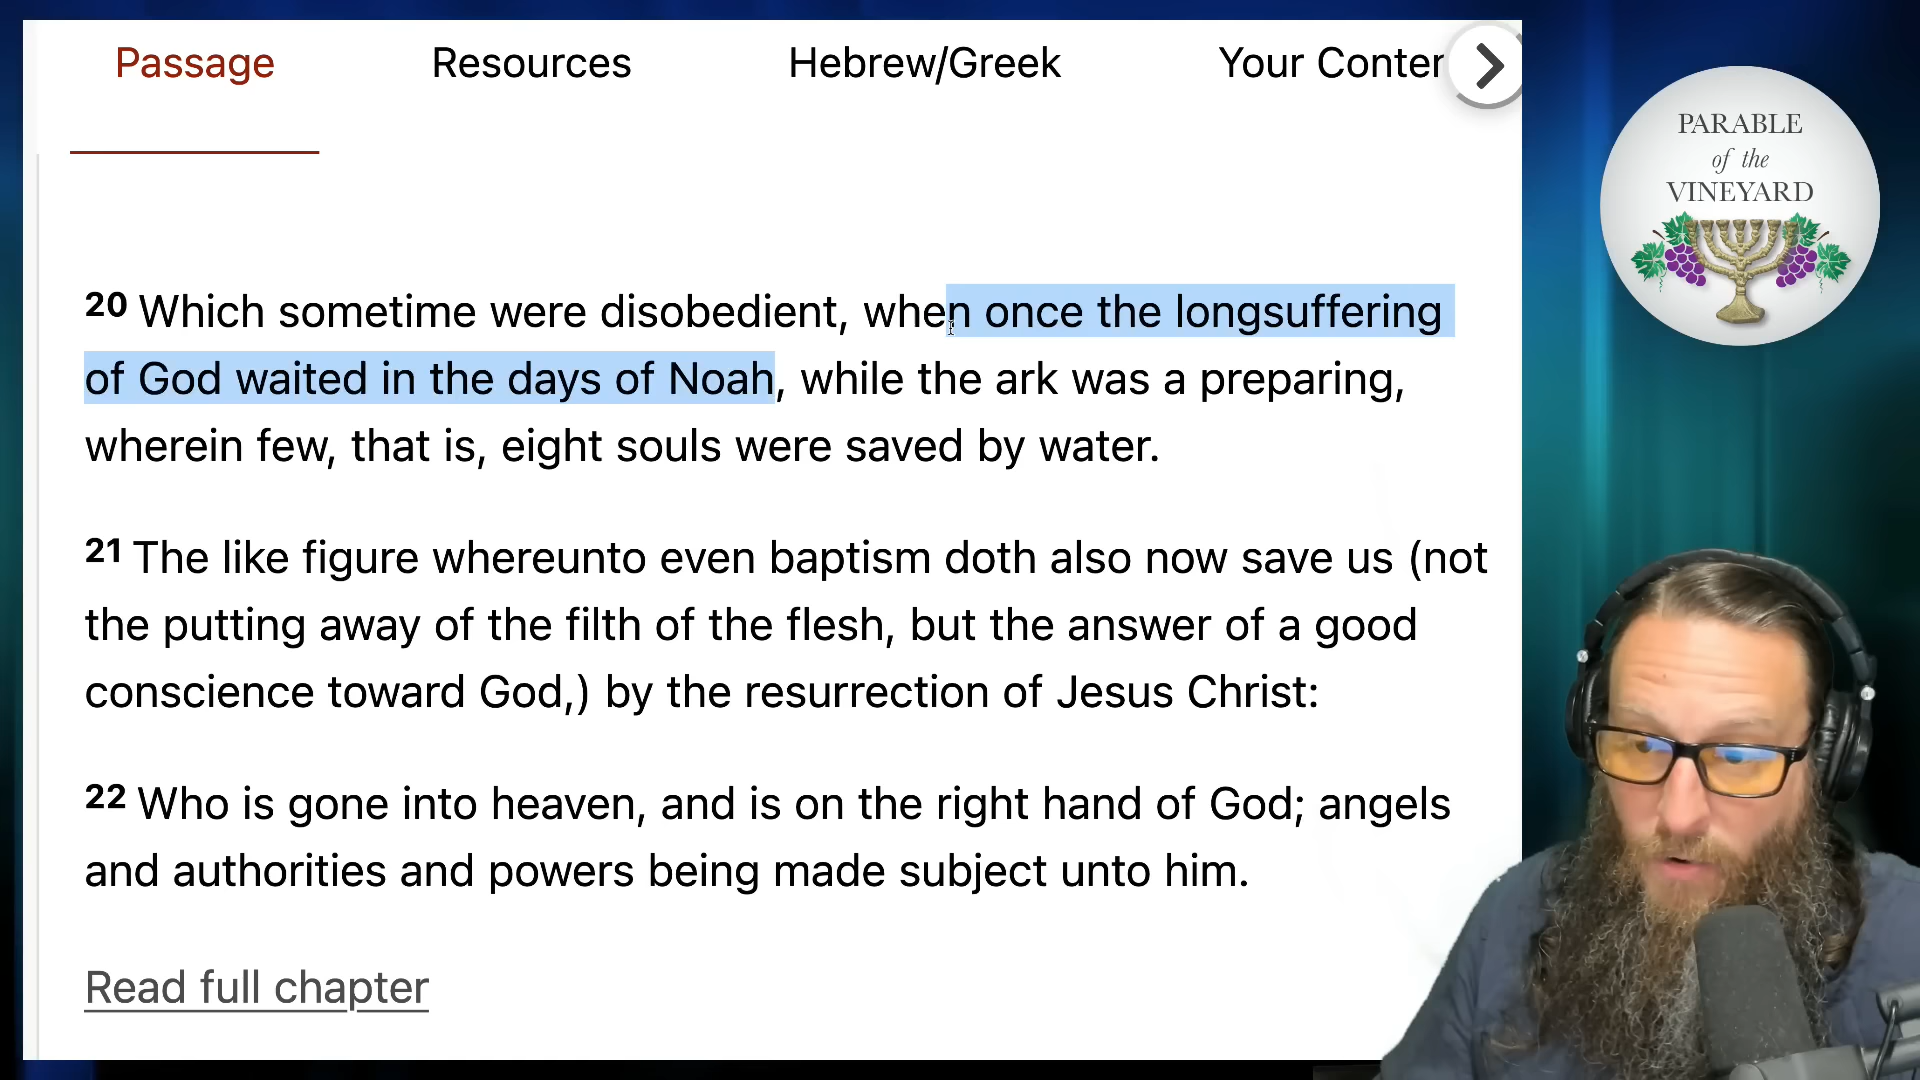 Passage Resources Hebrew/Greek Your Conten
PARABLE
of the
VINEYARD
20 Which sometime were disobedient, when once the longsuffering
of God waited in the days of Noah, while the ark was a preparing,
wherein few, that is, eight souls were saved by water.
21 The like figure whereunto even baptism doth also now save us (not
the putting away of the filth of the flesh, but the answer of a good
conscience toward God,) by the resurrection of Jesus Christ:
22 Who is gone into heaven, and is on the right hand of God; angels
and authorities and powers being made subject unto him.
Read full chapter